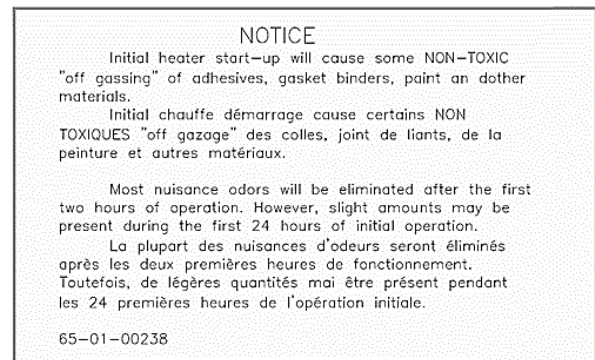 NOTICE
Initial heater start-up will cause some NON-TOXIC
"off gassing" of adhesives, gasket binders, paint an dother
materials.
Initial chauffe démarrage cause certains NON
TOXIQUES "off gazage" des colles, joint de liants, de la
peinture et autres matériaux.
Most nuisance odors will be eliminated after the first
two hours of operation. However, slight amounts may be
present during the first 24 hours of initial operation.
La plupart des nuisances d'odeurs seront éliminés
après les deux premières heures de fonctionnement.
Toutefois, de légères quantités mai être présent pendant
les 24 premières heures de l'opération initiale.
65-01-00238